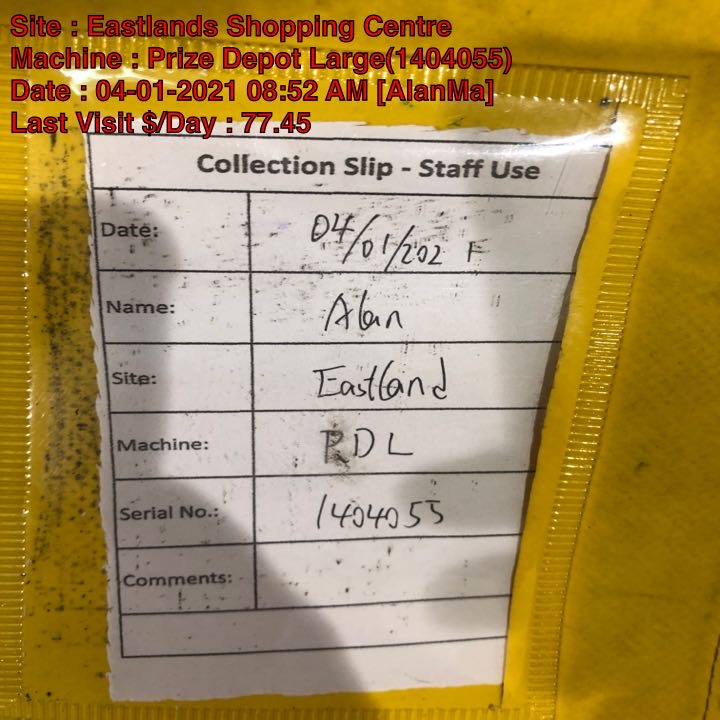 Site : Eastlands Shopping Centre
Machine : Prize Depot Large(1404055)
Date : 04-01-2021 08:52 AM [AlanMa]
Last Visit $/Day : 77.45
Collection Slip - Staff Use
Date: 04/01/2021
Name: Alan
Site: Eastland
Machine: PDL
Serial No.: 1404055
Comments: